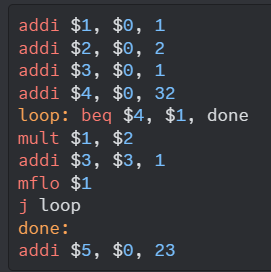 addi $1, $0, 1
addi $2, $0, 2
addi $3, $0, 1
addi $4, $0, 32
loop: beq $4, $1, done
mult $1, $2
addi $3, $3, 1
mflo $1
j loop
done:
addi $5, $0, 23